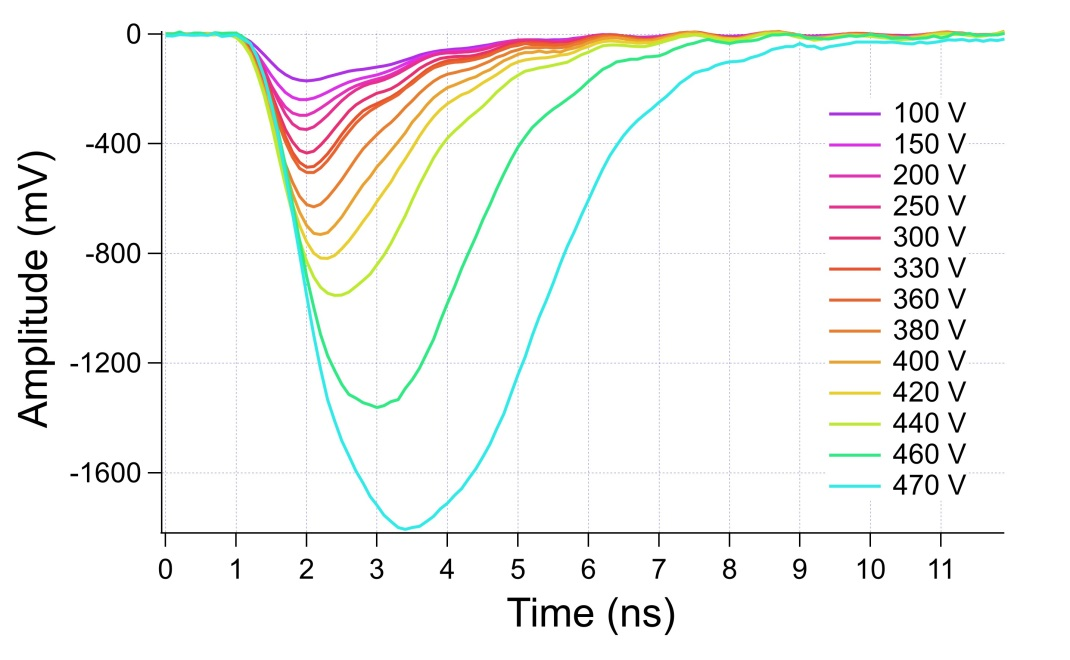 Amplitude (mV)
0
-400
-800
-1200
-1600
100 V
150 V
200 V
250 V
300 V
330 V
360 V
380 V
400 V
420 V
440 V
460 V
470 V
0 1 2 3 4 5 6 7 8 9 10 11
Time (ns)